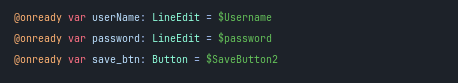 @onready var userName: LineEdit = $Username
@onready var password: LineEdit = $password
@onready var save_btn: Button = $SaveButton2